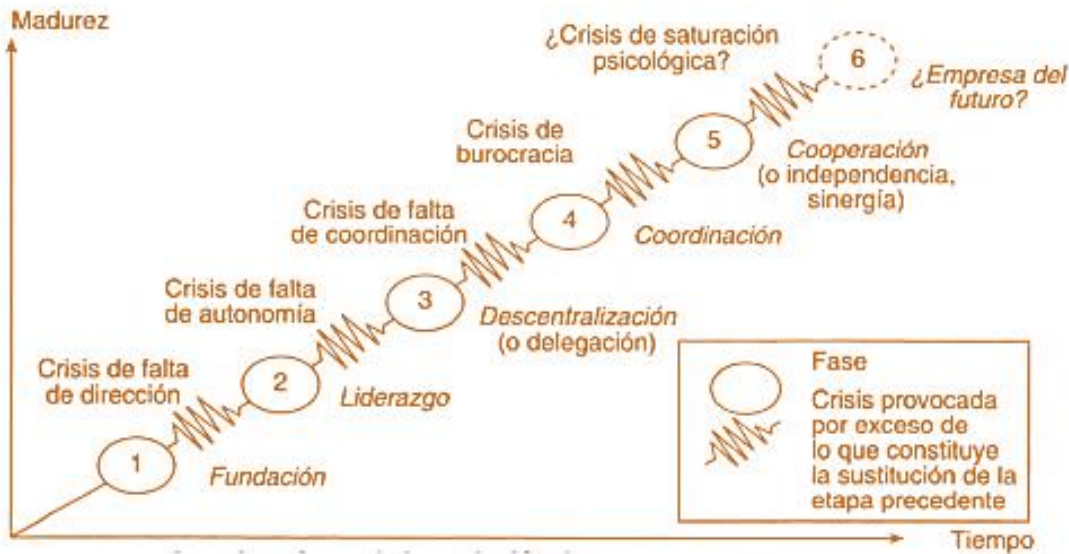 Madurez
¿Crisis de saturación
psicológica?
6
¿Empresa del
futuro?
Crisis de
burocracia
5
Cooperación
(o independencia,
sinergía)
Crisis de falta
de coordinación
4
Coordinación
Crisis de falta
de autonomía
3
Descentralización
(o delegación)
Crisis de falta
de dirección
2
Liderazgo
1
Fundación
Fase
Crisis provocada
por exceso de
lo que constituye
la sustitución de la
etapa precedente
Tiempo